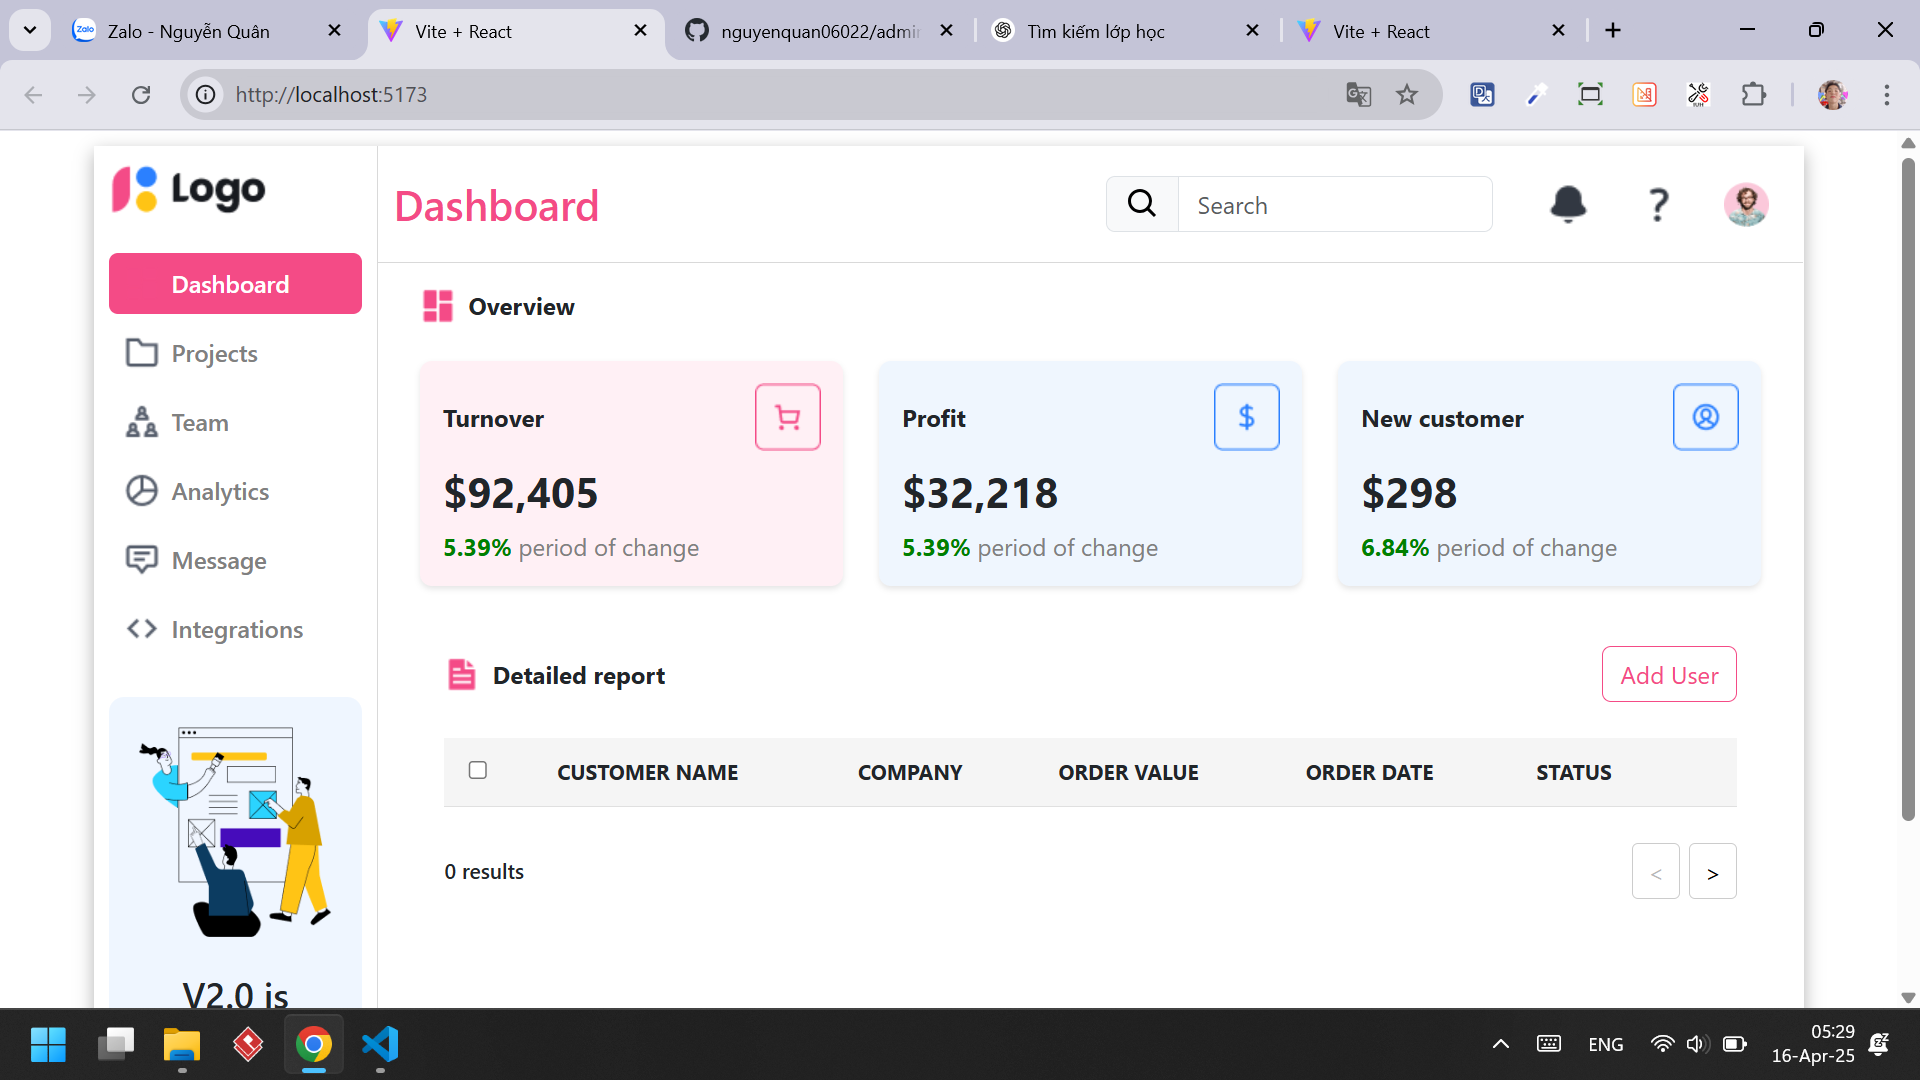 Zalo - Nguyễn Quân
Vite + React
nguyenquan06022/admi
Tìm kiếm lớp học
Vite + React
http://localhost:5173
Logo
Dashboard
Search
?
Dashboard
Projects
Team
Analytics
Message
Integrations
Overview
Turnover
$92,405
5.39% period of change
Profit
$
$32,218
5.39% period of change
New customer
$298
6.84% period of change
Detailed report
Add User
CUSTOMER NAME COMPANY ORDER VALUE ORDER DATE STATUS
0 results
< >
V2.0 is
ENG
05:29
16-Apr-25